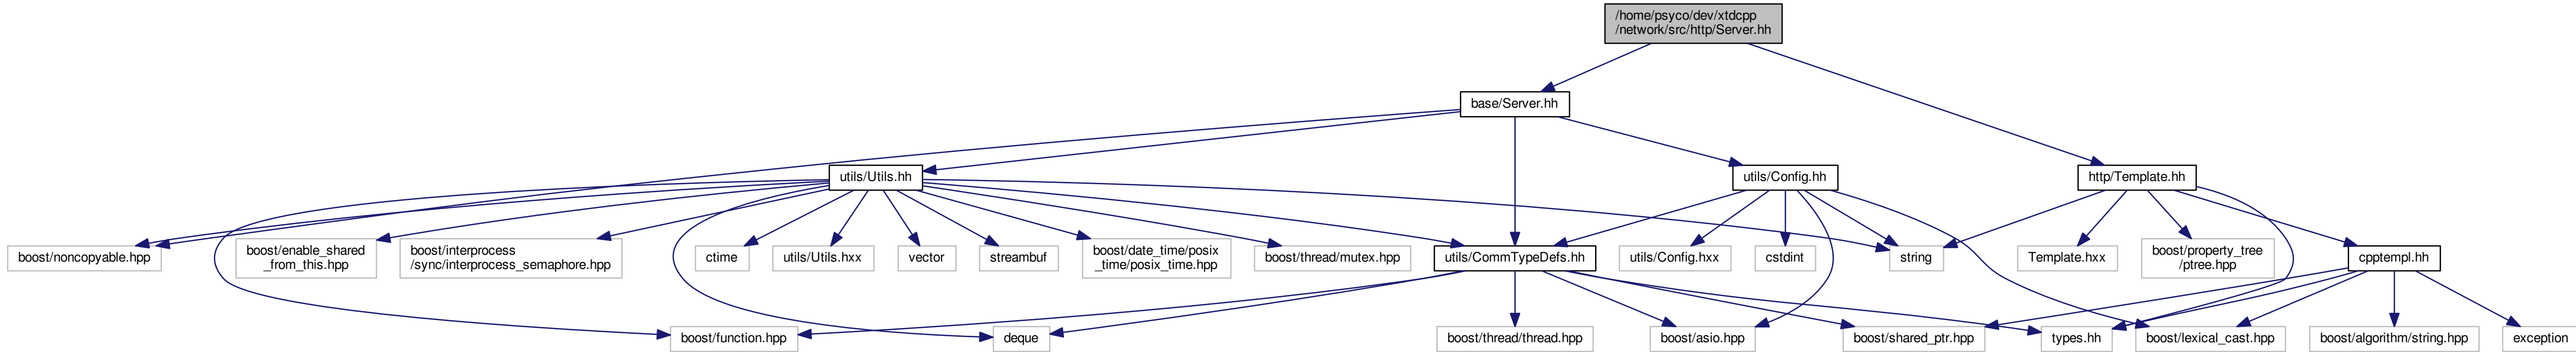 /home/psyco/dev/xtdcpp
/network/src/http/Server.hh
base/Server.hh
utils/Utils.hh
utils/Config.hh
http/Template.hh
boost/noncopyable.hpp
boost/enable_shared
_from_this.hpp
boost/interprocess
/sync/interprocess_semaphore.hpp
ctime
utils/Utils.hxx
vector
streambuf
boost/date_time/posix
_time/posix_time.hpp
boost/thread/mutex.hpp
utils/CommTypeDefs.hh
utils/Config.hxx
cstdint
string
Template.hxx
boost/property_tree
/ptree.hpp
cpptempl.hh
boost/function.hpp
deque
boost/thread/thread.hpp
boost/asio.hpp
boost/shared_ptr.hpp
types.hh
boost/lexical_cast.hpp
boost/algorithm/string.hpp
exception